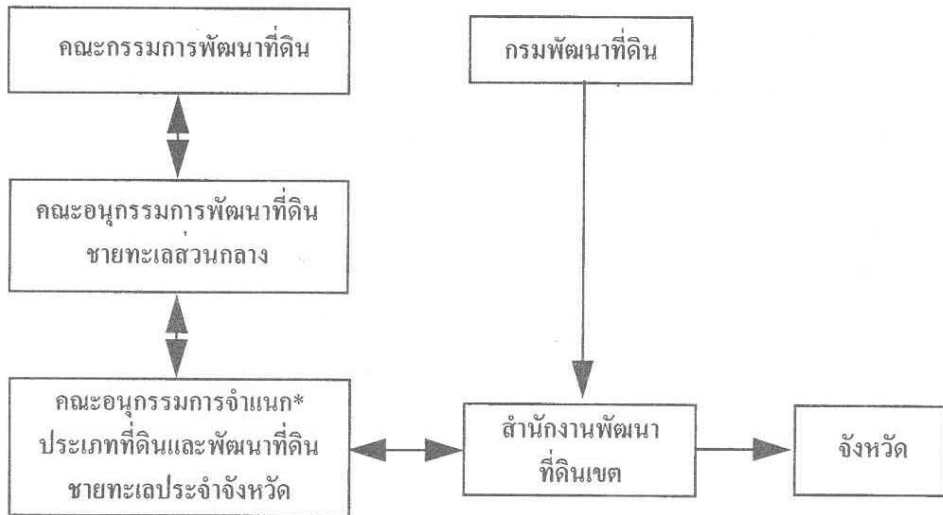 คณะกรรมการพัฒนาที่ดิน
กรมพัฒนาที่ดิน
คณะอนุกรรมการพัฒนาที่ดิน
ชายทะเลส่วนกลาง
คณะอนุกรรมการจำแนก*
ประเภทที่ดินและพัฒนาที่ดิน
ชายทะเลประจำจังหวัด
สำนักงานพัฒนา
ที่ดินเขต
จังหวัด